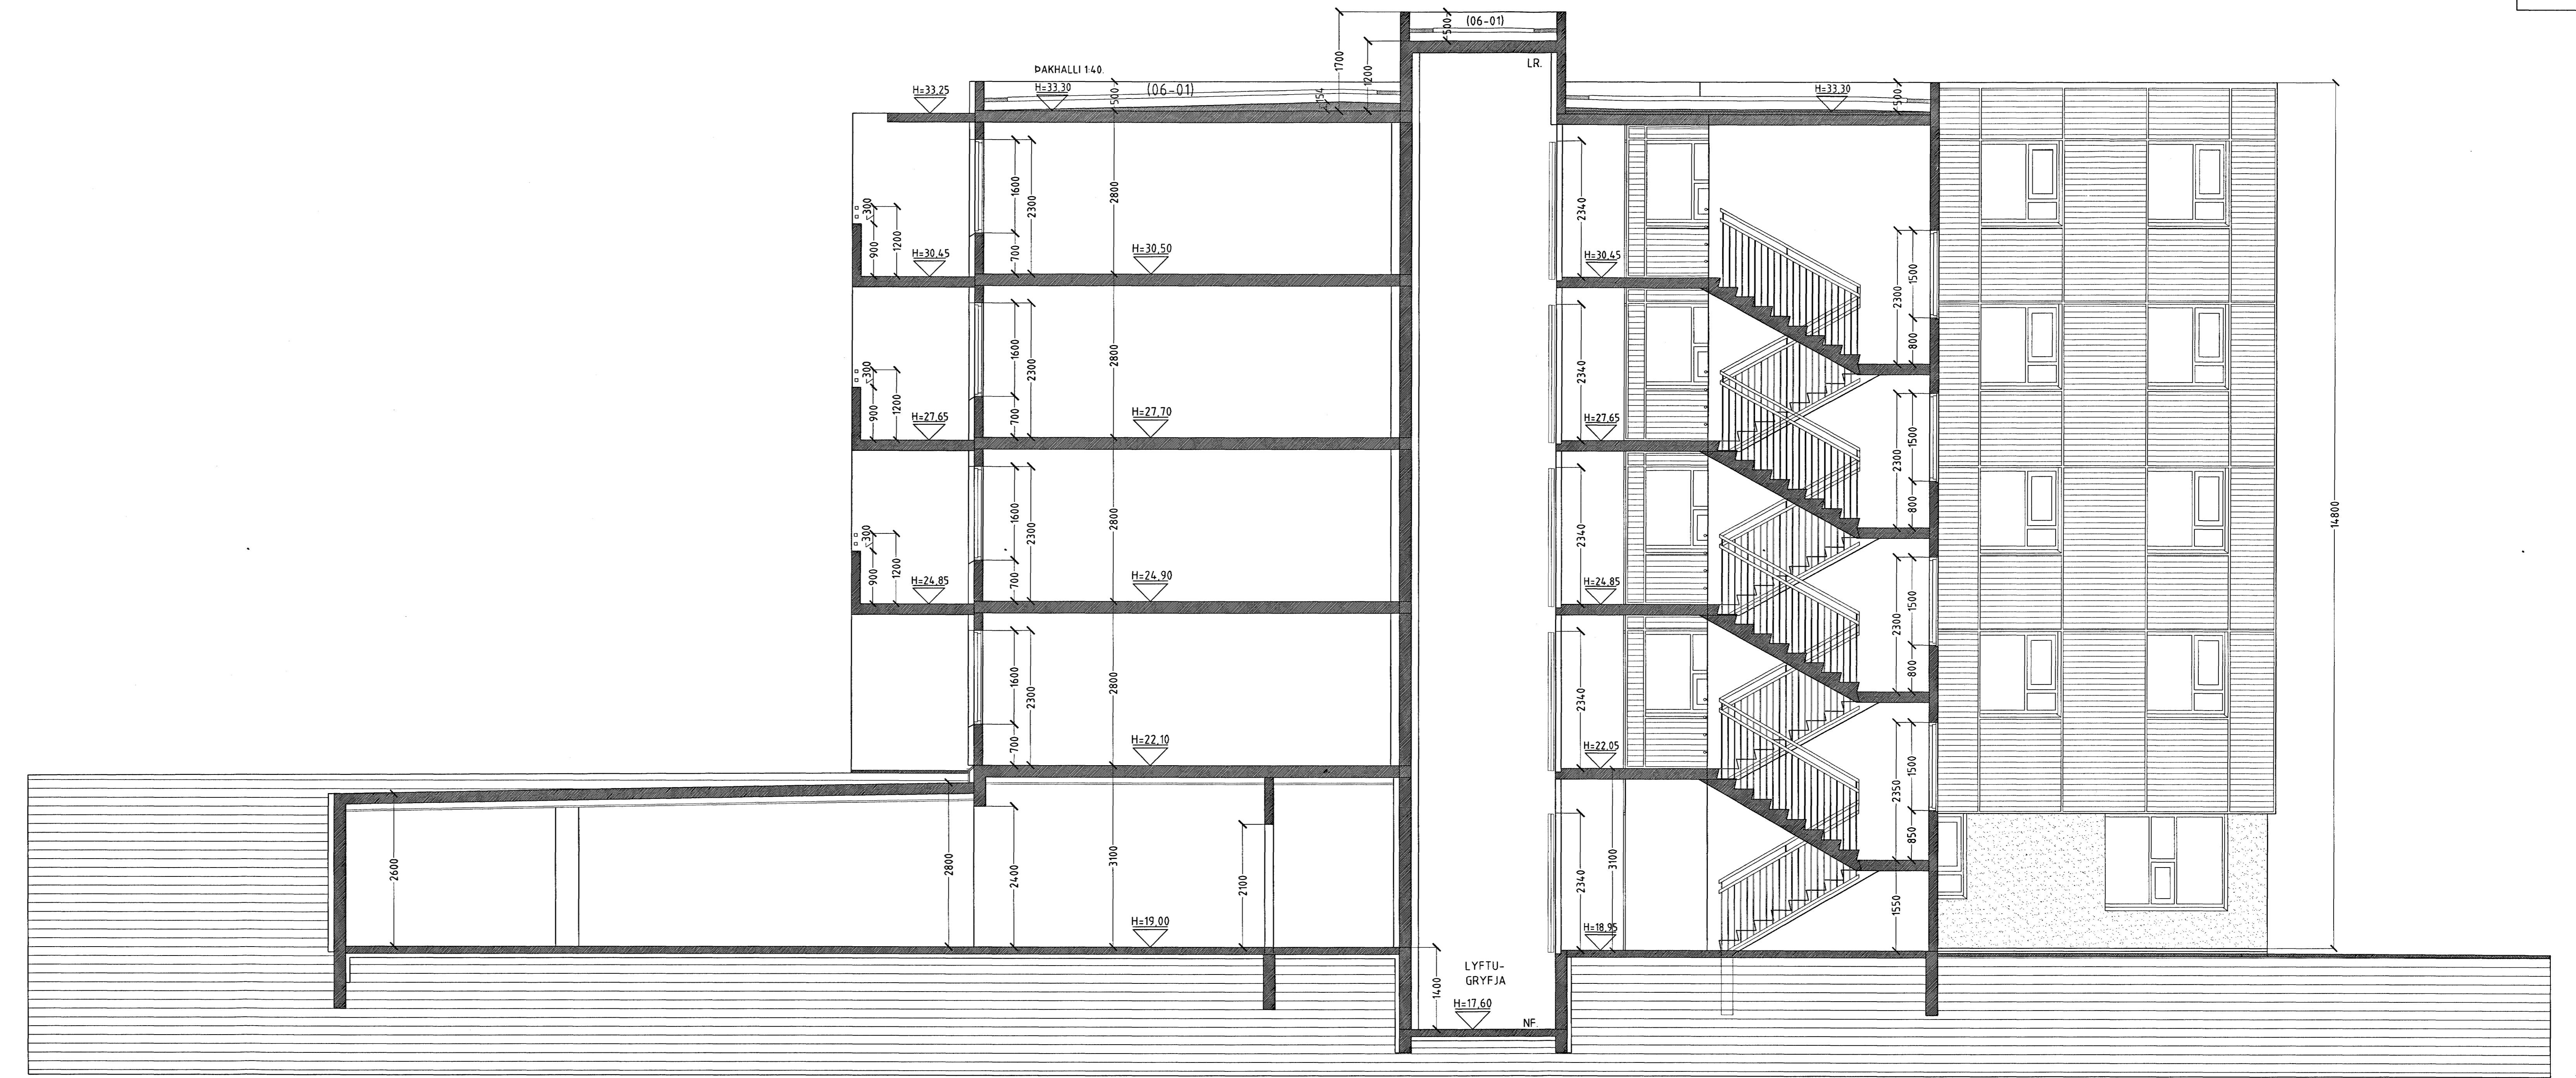 500
(06-01)
1700
1200
LR.
ÞAKHALLI 1:40.
H=33,25
H=33,30
500
(06-01)
154
H=33,30
500
2800
1600
2300
700
300
900
1200
H=30,45
H=30,50
2340
H=30,45
2300
1500
800
2800
1600
2300
700
300
900
1200
H=27,65
H=27,70
2340
H=27,65
2300
1500
800
2800
1600
2300
700
300
900
1200
H=24,85
H=24,90
2340
H=24,85
2300
1500
800
14800
2800
1600
2300
700
H=22,10
2340
H=22,05
2350
1500
850
2600
2800
2400
3100
2100
H=19,00
2340
3100
H=18,95
1550
1400
LYFTU-
GRYFJA
H=17,60
NF.